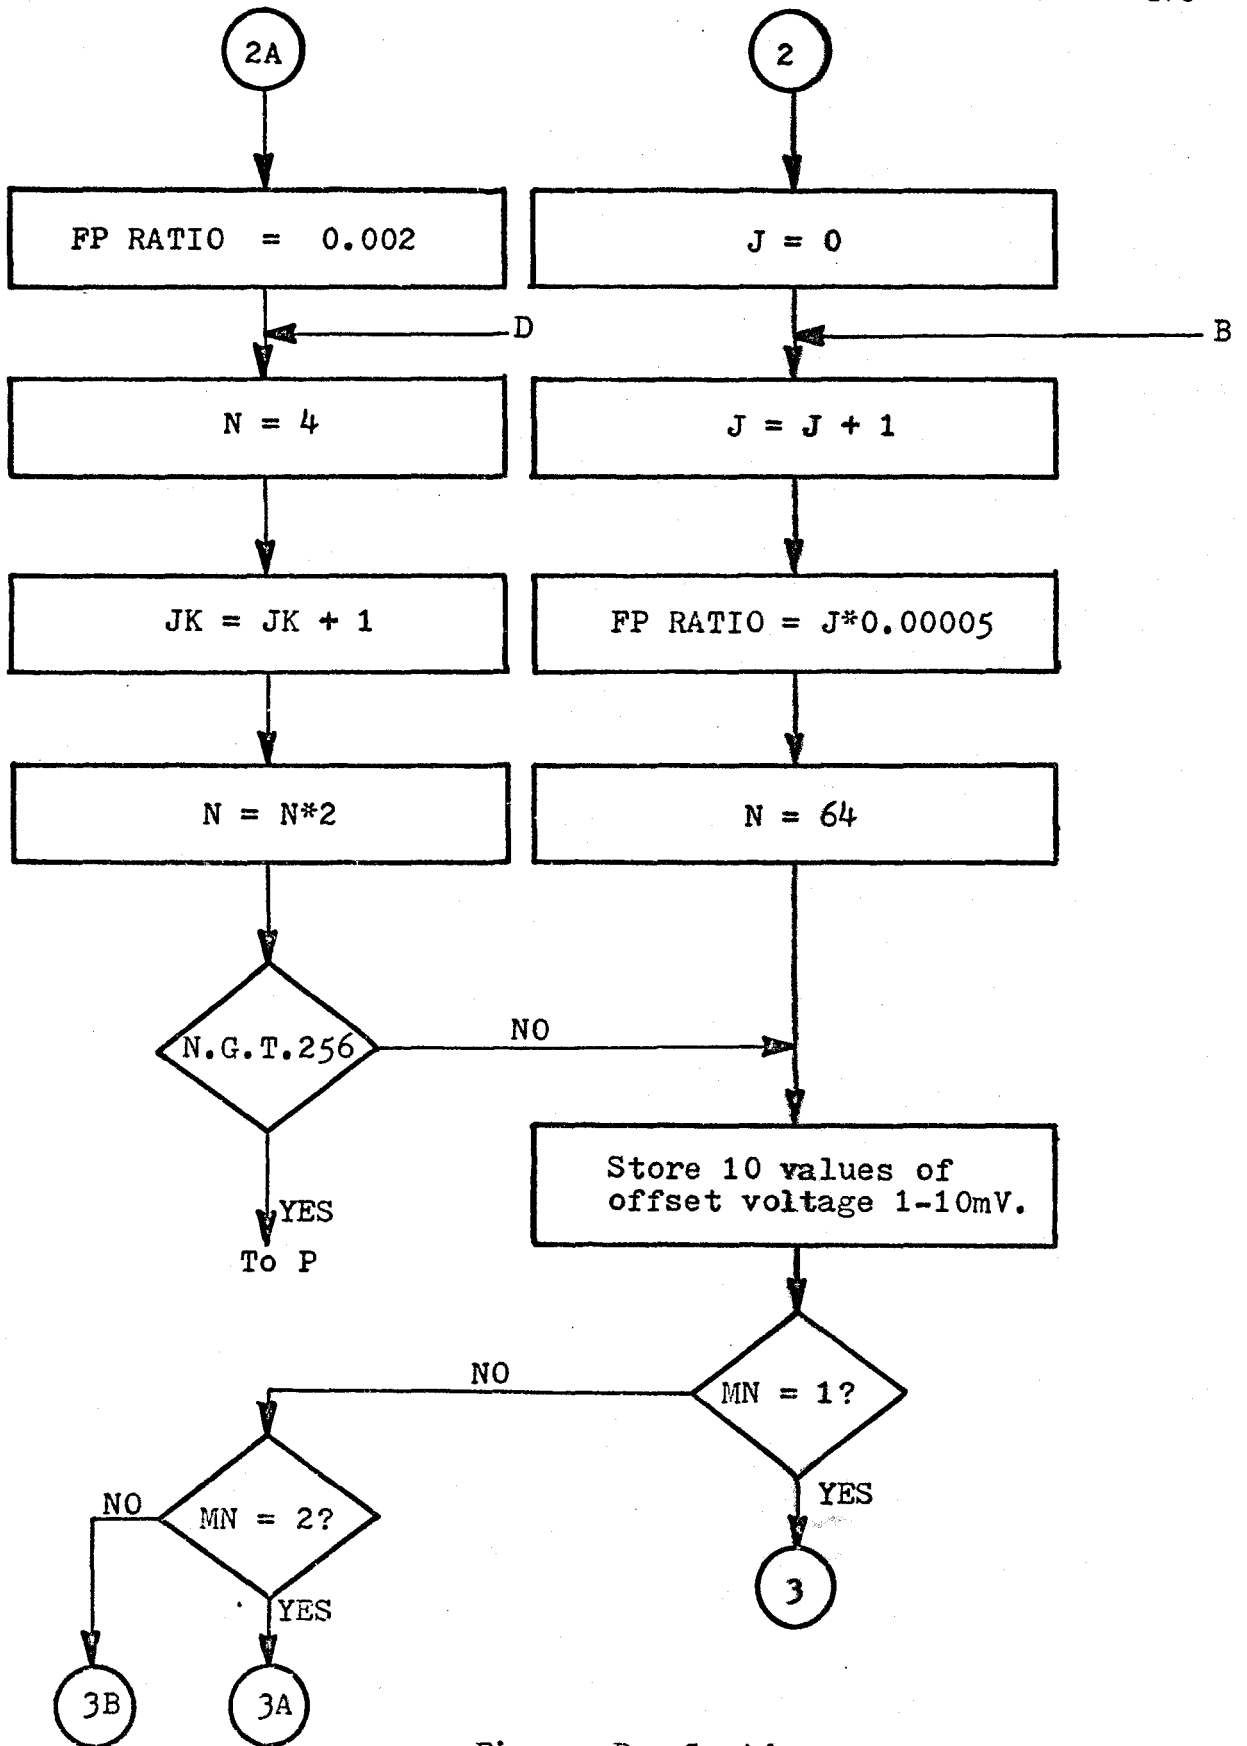 2A
2
FP RATIO = 0.002
J = 0
D
B
N = 4
J = J + 1
JK = JK + 1
FP RATIO = J*0.00005
N = N*2
N = 64
N.G.T.256
NO
YES
To P
Store 10 values of
offset voltage 1-10mV.
MN = 1?
NO
YES
MN = 2?
NO
YES
3
3B
3A